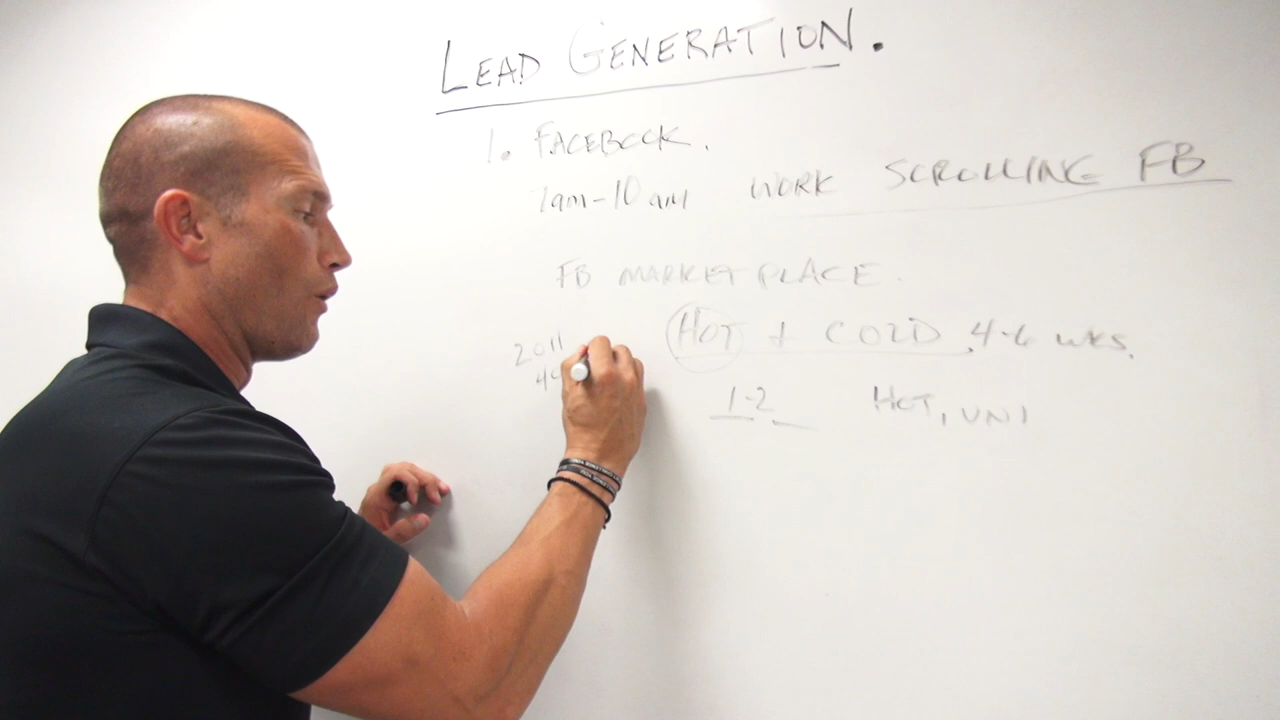 LEAD GENERATION.
1. FACEBOOK.
7am-10am WORK SCROLLING FB
FB MARKETPLACE.
HOT + COLD 4-6 WKS.
2011
1-2 HOT, UNI